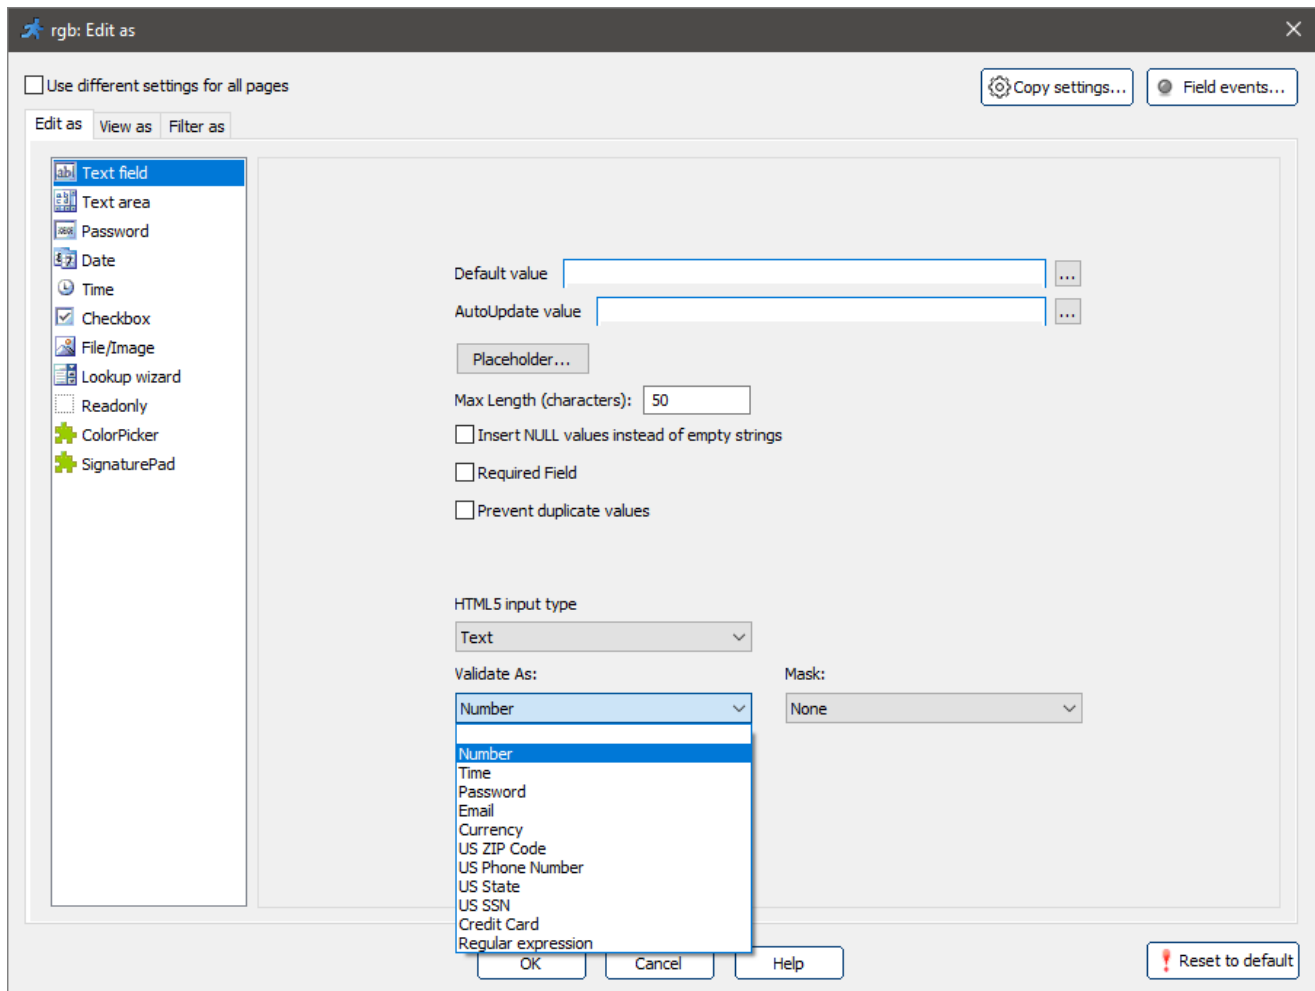 rgb: Edit as
Use different settings for all pages
Copy settings...
Field events...
Edit as
View as
Filter as
Text field
Text area
Password
Date
Time
Checkbox
File/Image
Lookup wizard
Readonly
ColorPicker
SignaturePad
Default value
...
AutoUpdate value
...
Placeholder...
Max Length (characters): 50
Insert NULL values instead of empty strings
Required Field
Prevent duplicate values
HTML5 input type
Text
Validate As:
Mask:
Number
None
Number
Time
Password
Email
Currency
US ZIP Code
US Phone Number
US State
US SSN
Credit Card
Regular expression
OK
Cancel
Help
Reset to default